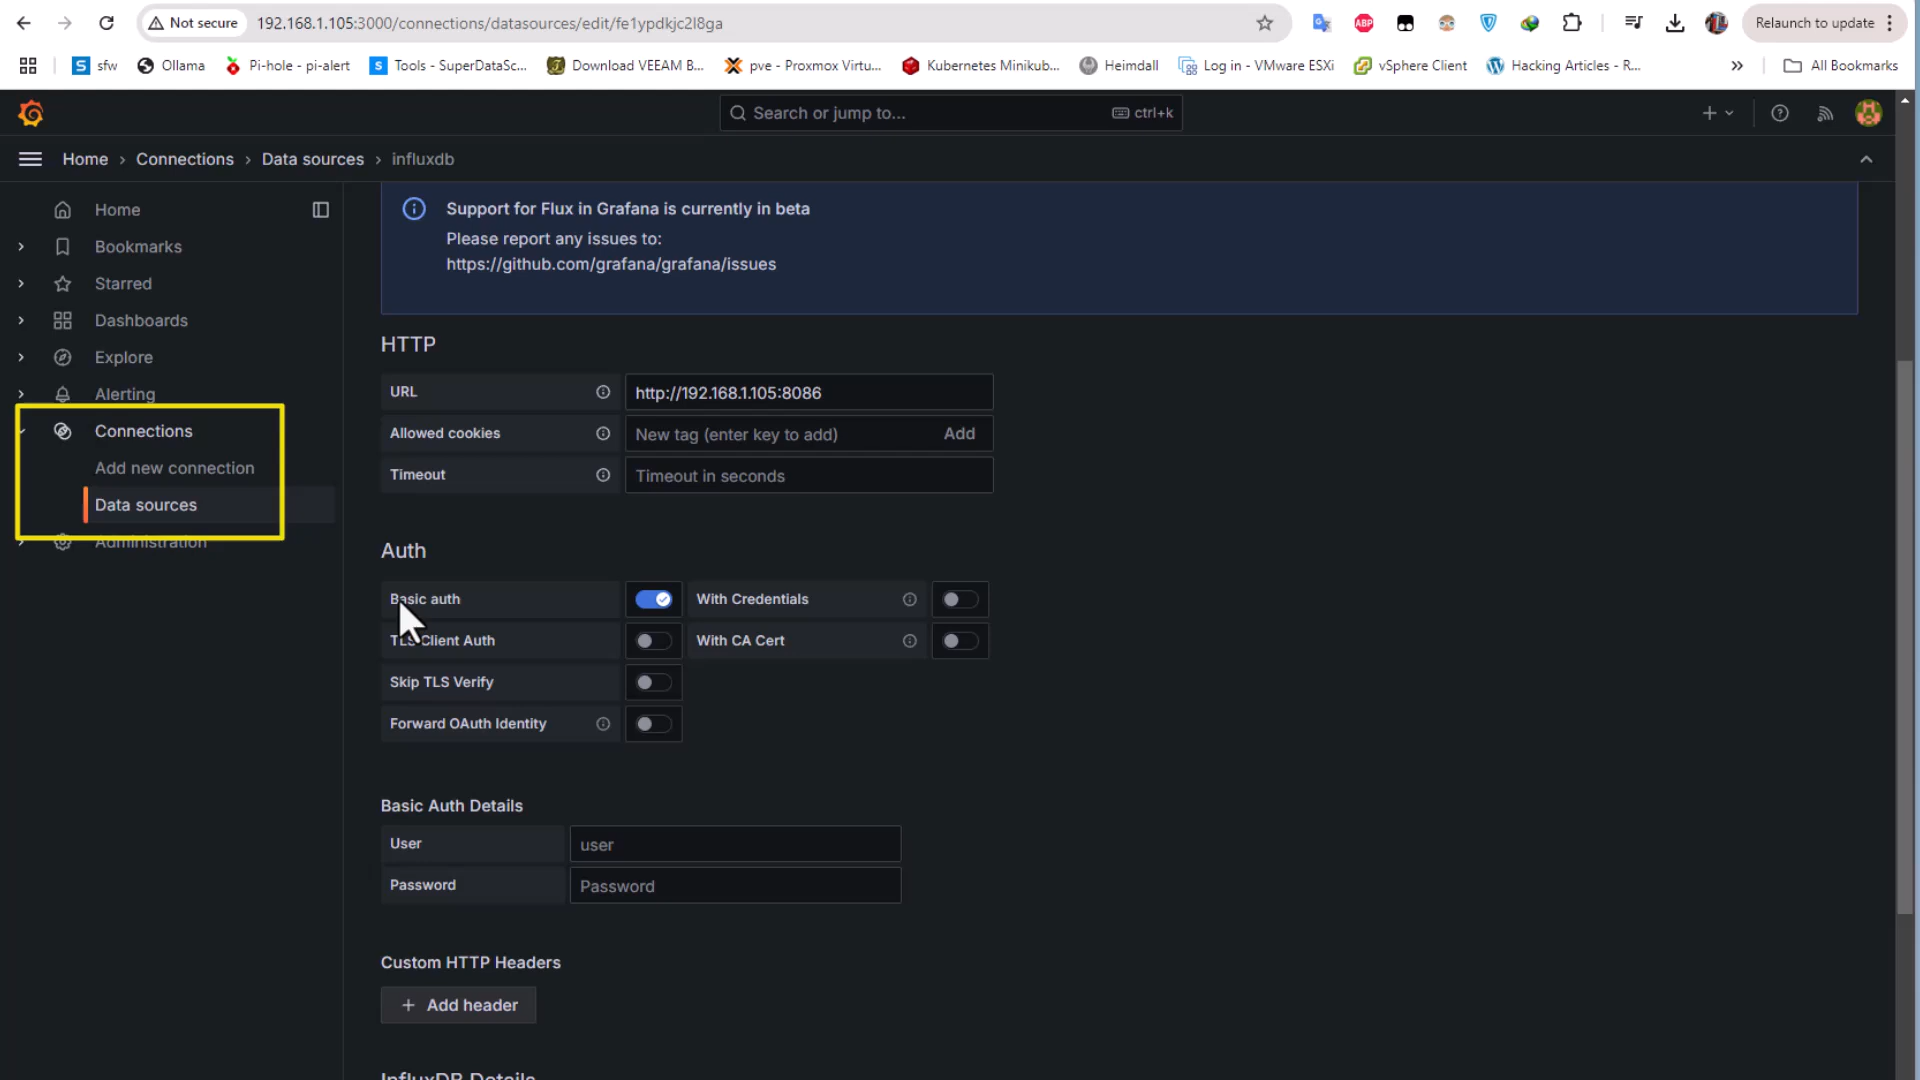 Not secure
192.168.1.105:3000/connections/datasources/edit/fe1ypdkjc2l8ga
ABP
Relaunch to update
S sfw
Ollama
Pi-hole - pi-alert
S Tools - SuperDataSc...
Download VEEAM B...
pve - Proxmox Virtu...
Kubernetes Minikub...
Heimdall
Log in - VMware ESXi
vSphere Client
Hacking Articles - R...
All Bookmarks
Search or jump to...
ctrl+k
Home › Connections › Data sources › influxdb
Home
Bookmarks
Starred
Dashboards
Explore
Alerting
Connections
Add new connection
Data sources
Administration
Support for Flux in Grafana is currently in beta
Please report any issues to:
https://github.com/grafana/grafana/issues
HTTP
URL
http://192.168.1.105:8086
Allowed cookies
New tag (enter key to add)
Add
Timeout
Timeout in seconds
Auth
Basic auth
With Credentials
TLS Client Auth
With CA Cert
Skip TLS Verify
Forward OAuth Identity
Basic Auth Details
User
user
Password
Password
Custom HTTP Headers
+ Add header
InfluxDB Details